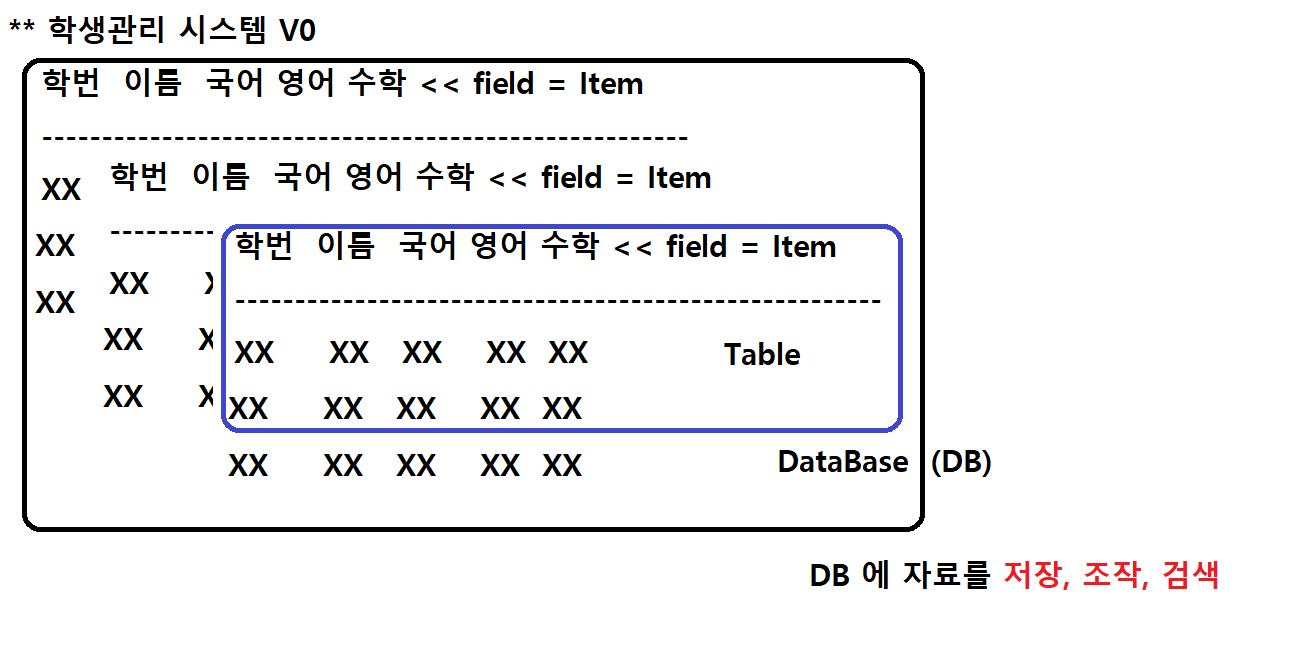 ** 학생관리 시스템 V0
학번 이름 국어 영어 수학 << field = Item
------------------------------------------------------
XX 학번 이름 국어 영어 수학 << field = Item
XX ---------
학번 이름 국어 영어 수학 << field = Item
XX XX X
------------------------------------------------------
XX X
XX XX XX XX XX Table
XX X
XX XX XX XX XX
XX XX XX XX XX DataBase (DB)
DB 에 자료를 저장, 조작, 검색